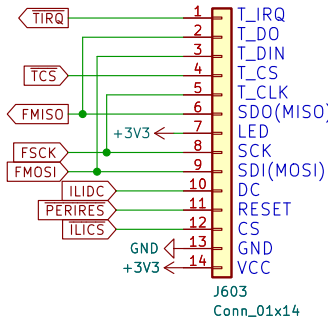 TIRQ 1 T_IRQ
2 T_DO
3 T_DIN
TCS 4 T_CS
5 T_CLK
FMISO 6 SDO(MISO)
+3V3 7 LED
FSCK 8 SCK
FMOSI 9 SDI(MOSI)
ILIDC 10 DC
PERIRES 11 RESET
ILICS 12 CS
GND 13 GND
+3V3 14 VCC
J603
Conn_01x14